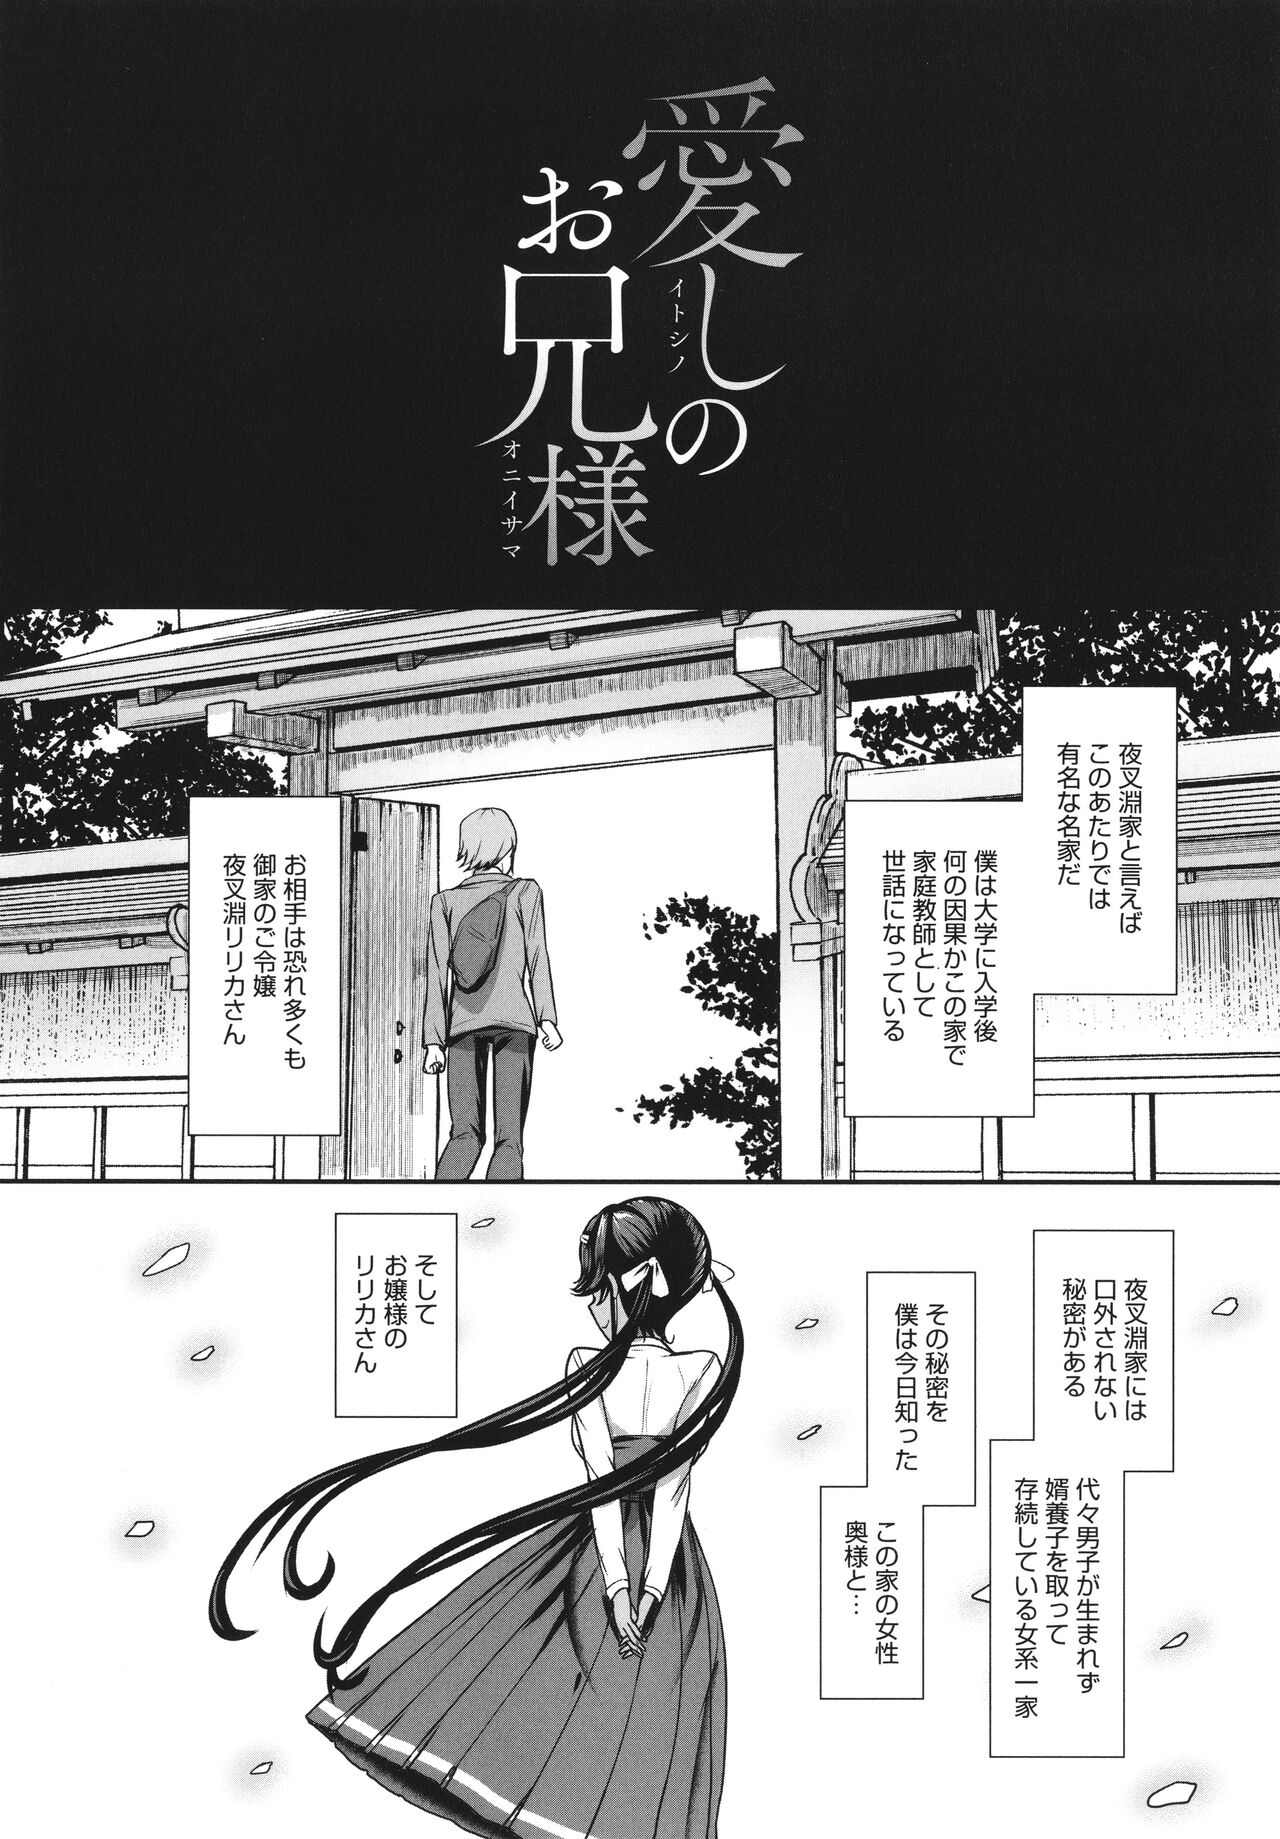 愛しの
イトシノ
お兄様
オニイサマ
夜叉淵家と言えば
このあたりでは
有名な名家だ
僕は大学に入学後
何の因果かこの家で
家庭教師として
世話になっている
お相手は恐れ多くも
御家のご令嬢
夜叉淵リリカさん
夜叉淵家には
口外されない
秘密がある
代々男子が生まれず
婿養子を取って
存続している女系一家
その秘密を
僕は今日知った
この家の女性
奥様と…
そして
お嬢様の
リリカさん